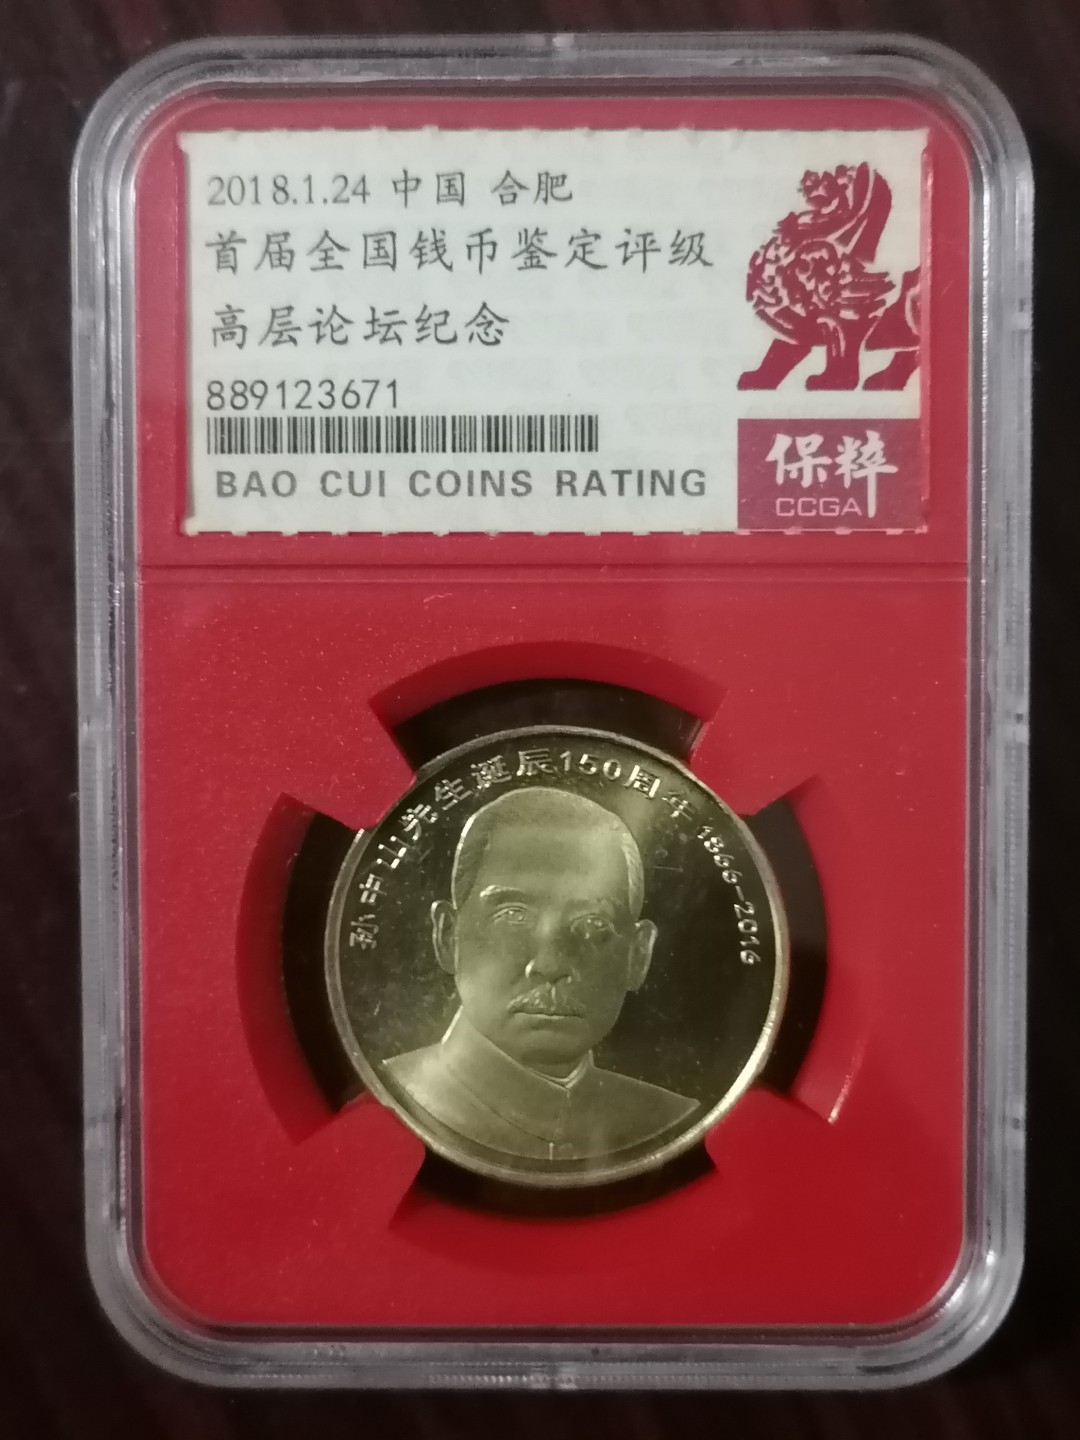 2018.1.24 中国 合肥
首届全国钱币鉴定评级
高层论坛纪念
889123671
BAO CUI COINS RATING
保粹
CCGA
孙中山先生诞辰150周年 1866-2016